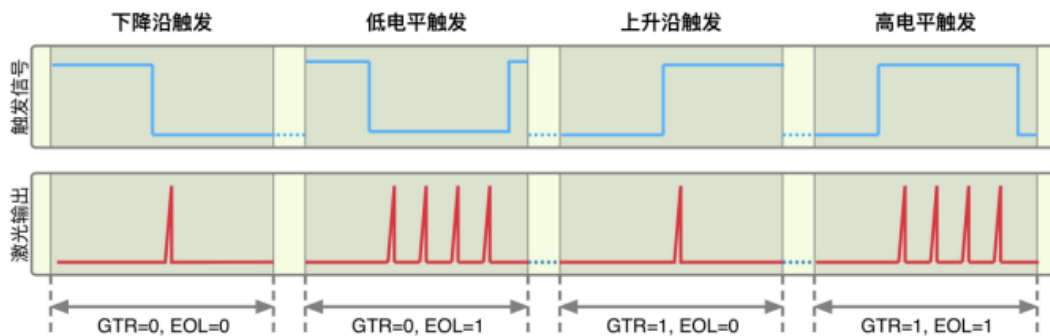 下降沿触发 低电平触发 上升沿触发 高电平触发
触发信号
激光输出
GTR=0, EOL=0 GTR=0, EOL=1 GTR=1, EOL=0 GTR=1, EOL=1